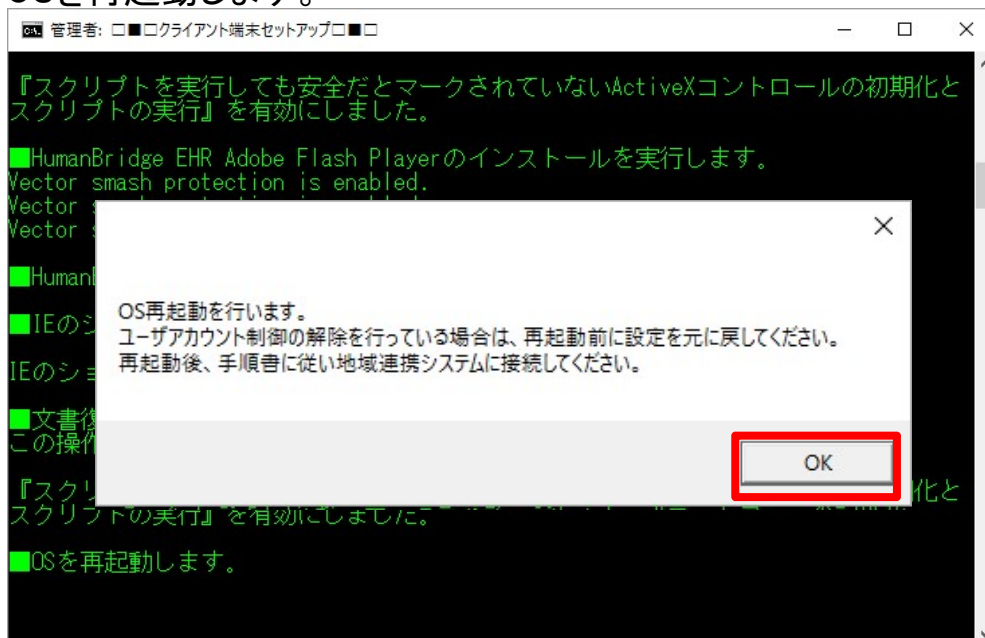 OSを再起動します。
管理者: □■□クライアント端末セットアップ□■□
『スクリプトを実行しても安全だとマークされていないActiveXコントロールの初期化と
スクリプトの実行』を有効にしました。
■HumanBridge EHR Adobe Flash Playerのインストールを実行します。
Vector smash protection is enabled.
Vector
Vector
■Human
■IEのシ
IEのショ
■文書
この操作
OS再起動を行います。
ユーザアカウント制御の解除を行っている場合は、再起動前に設定を元に戻してください。
再起動後、手順書に従い地域連携システムに接続してください。
OK
『スクリ
化と
スクリプトの実行』を有効にしました。
■OSを再起動します。